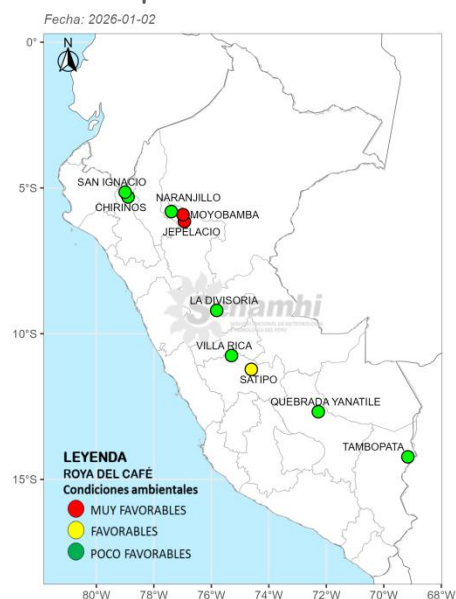 Fecha: 2026-01-02
N
0°
SAN IGNACIO
NARANJILLO
5°S
CHIRINOS
MOYOBAMBA
JEPELACIO
LA DIVISORIA
Senamhi
10°S
VILLA RICA
SATIPO
QUEBRADA YANATILE
TAMBOPATA
LEYENDA
ROYA DEL CAFÉ
Condiciones ambientales
15°S
MUY FAVORABLES
FAVORABLES
POCO FAVORABLES
80°W 78°W 76°W 74°W 72°W 70°W 68°W